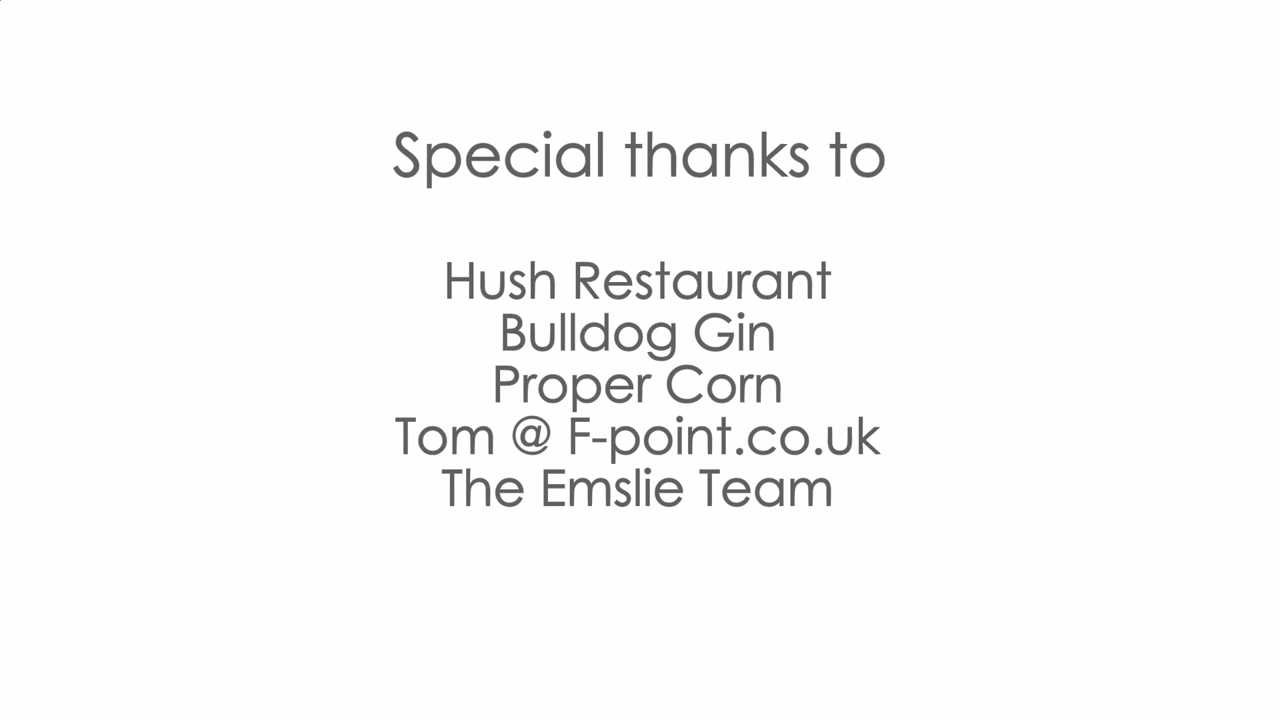 Special thanks to
Hush Restaurant
Bulldog Gin
Proper Corn
Tom @ F-point.co.uk
The Emslie Team